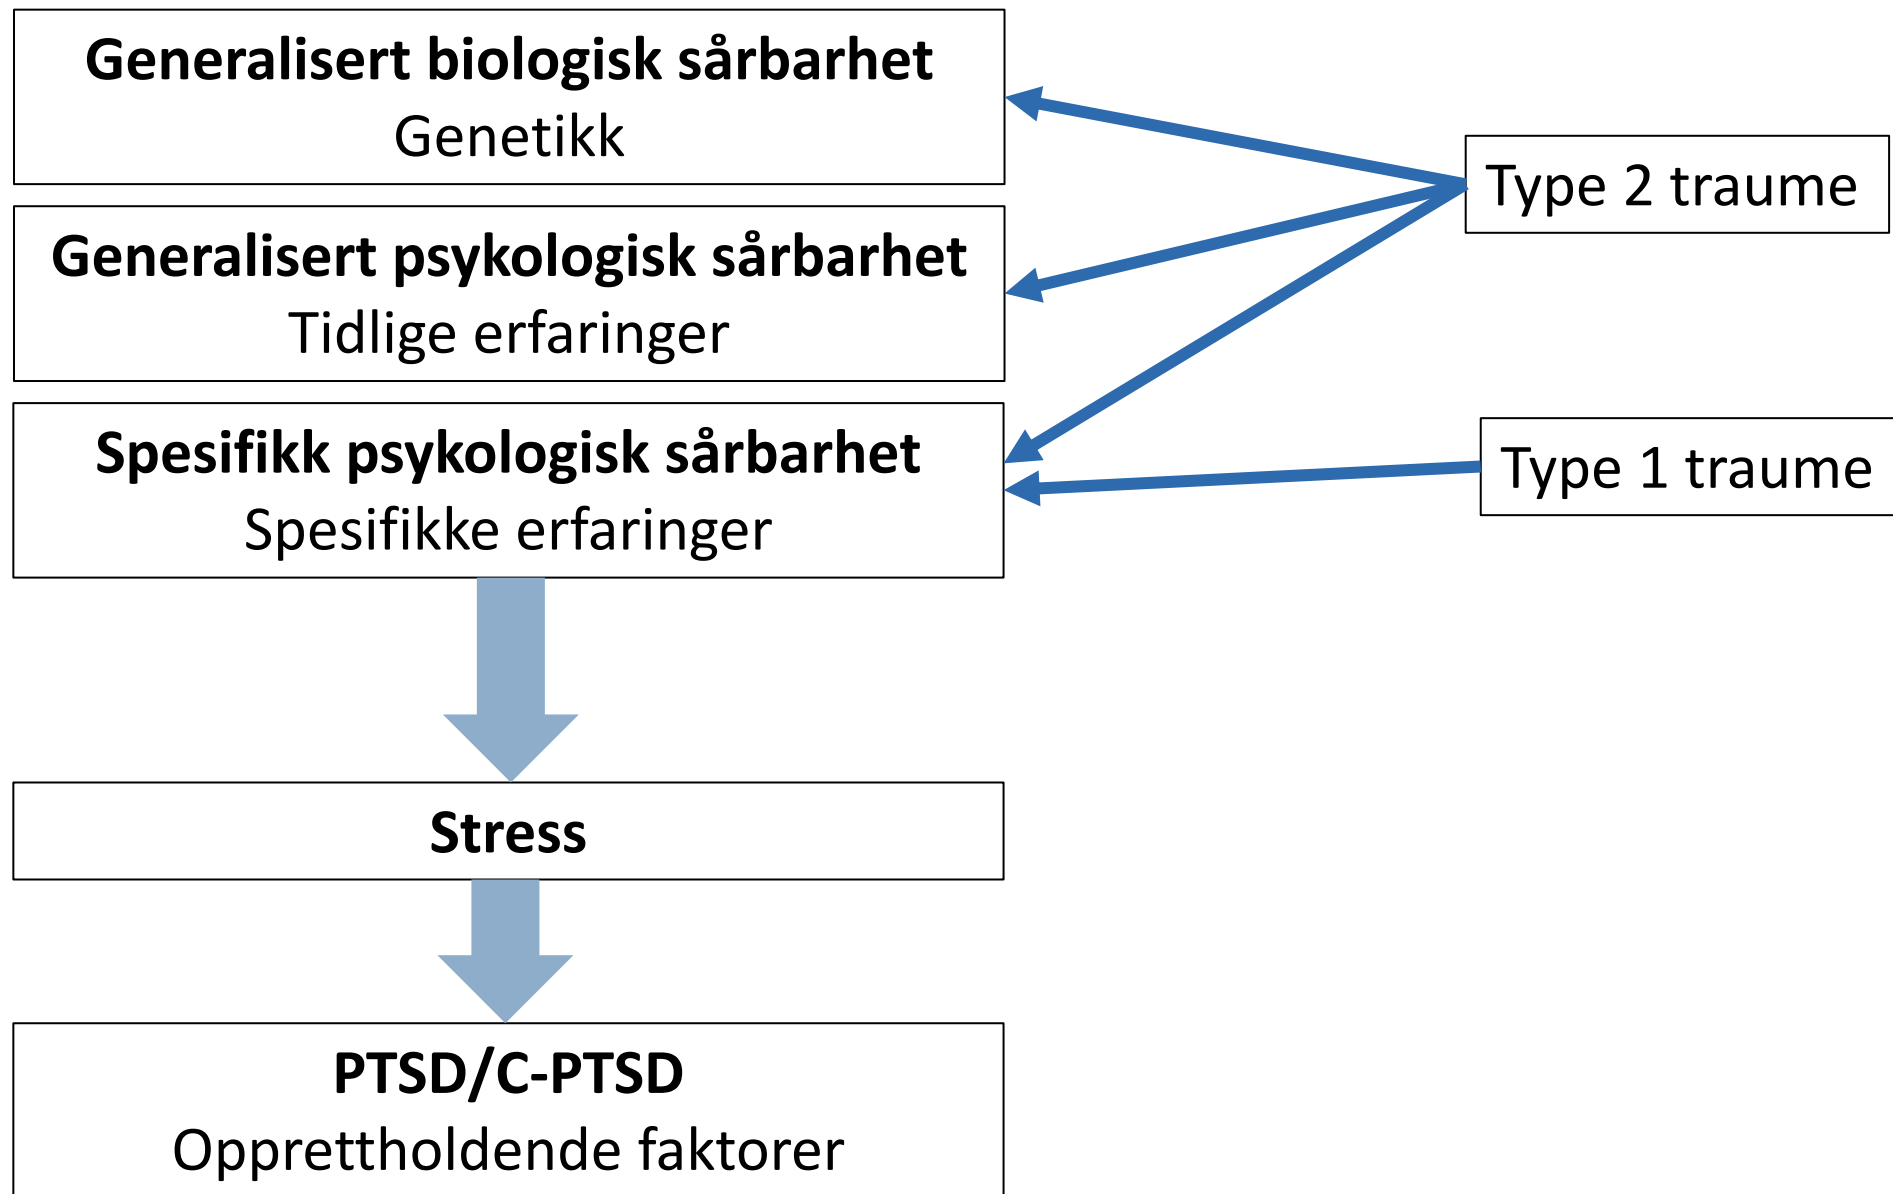 Generalisert biologisk sårbarhet
Genetikk
Type 2 traume
Generalisert psykologisk sårbarhet
Tidlige erfaringer
Spesifikk psykologisk sårbarhet
Spesifikke erfaringer
Type 1 traume
Stress
PTSD/C-PTSD
Opprettholdende faktorer